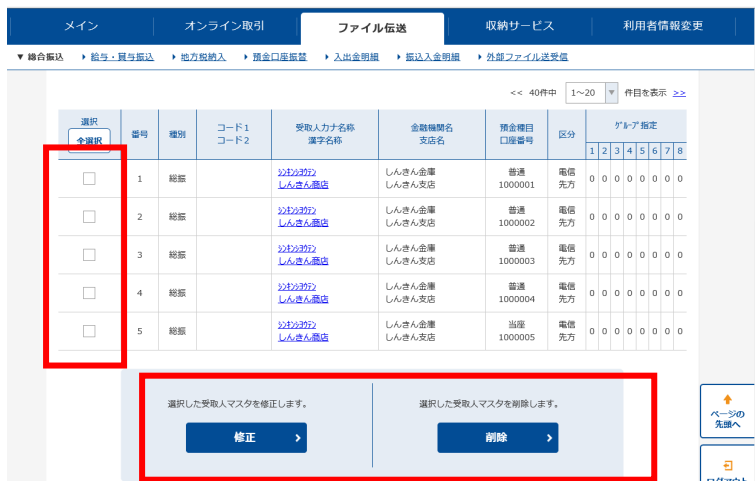 メイン オンライン取引 ファイル伝送 収納サービス 利用者情報変更
▼ 総合振込 ▶ 給与・賞与振込 ▶ 地方税納入 ▶ 預金口座振替 ▶ 入出金明細 ▶ 振込入金明細 ▶ 外部ファイル送受信
<< 40件中 1～20 ▼ 件目を表示 >>
選択 全選択 番号 種別 コード1 コード2 受取人カナ名称 漢字名称 金融機関名 支店名 預金種目 口座番号 区分 グループ指定
1 2 3 4 5 6 7 8
1 総振 シンキンシヨウテン しんきん商店 しんきん金庫 しんきん支店 普通 1000001 電信 先方 0 0 0 0 0 0 0 0
2 総振 シンキンシヨウテン しんきん商店 しんきん金庫 しんきん支店 普通 1000002 電信 先方 0 0 0 0 0 0 0 0
3 総振 シンキンシヨウテン しんきん商店 しんきん金庫 しんきん支店 普通 1000003 電信 先方 0 0 0 0 0 0 0 0
4 総振 シンキンシヨウテン しんきん商店 しんきん金庫 しんきん支店 普通 1000004 電信 先方 0 0 0 0 0 0 0 0
5 総振 シンキンシヨウテン しんきん商店 しんきん金庫 しんきん支店 当座 1000005 電信 先方 0 0 0 0 0 0 0 0
選択した受取人マスタを修正します。 選択した受取人マスタを削除します。
修正 削除
ページの
先頭へ
ログアウト